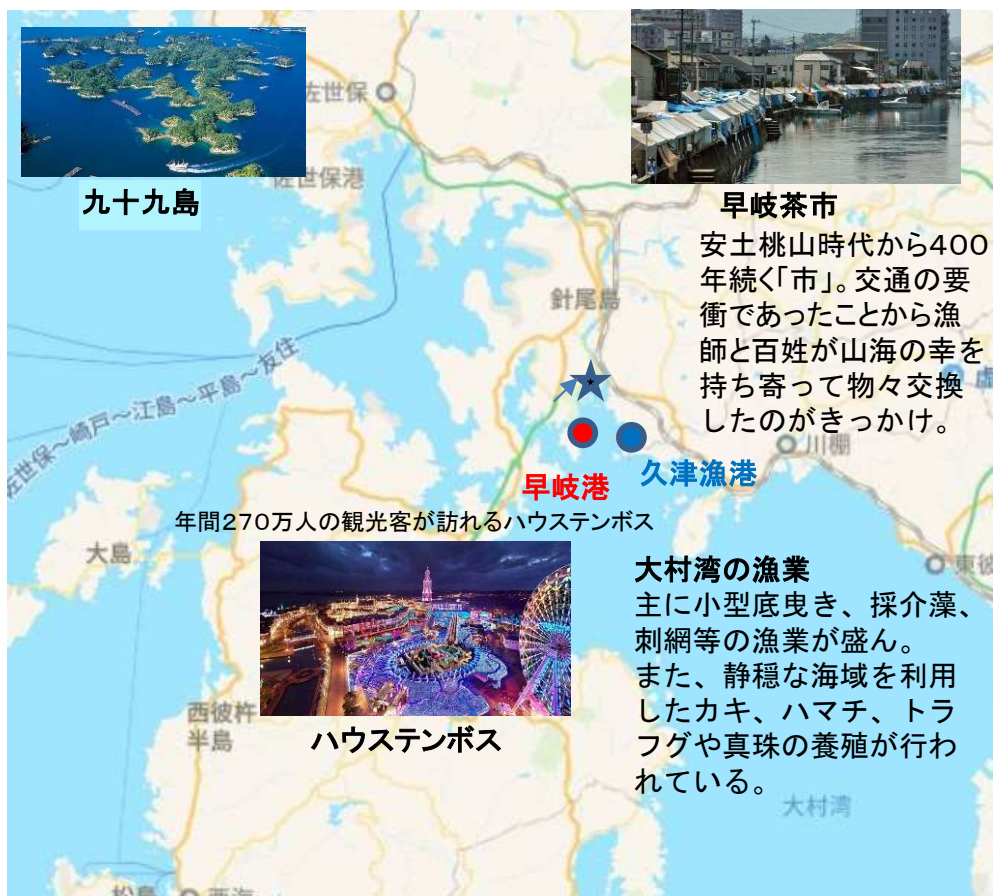 佐世保
佐世保港
九十九島
早岐茶市
安土桃山時代から400
年続く「市」。交通の要
衝であったことから漁
師と百姓が山海の幸を
持ち寄って物々交換
したのがきっかけ。
針尾島
佐世保～崎戸～江島～平島～友住
川棚
早岐港
久津漁港
年間270万人の観光客が訪れるハウステンボス
大島
東彼
大村湾の漁業
主に小型底曳き、採介藻、
刺網等の漁業が盛ん。
また、静穏な海域を利用
したカキ、ハマチ、トラ
フグや真珠の養殖が行わ
れている。
西彼杵
半島
ハウステンボス
大村湾
松島
西海